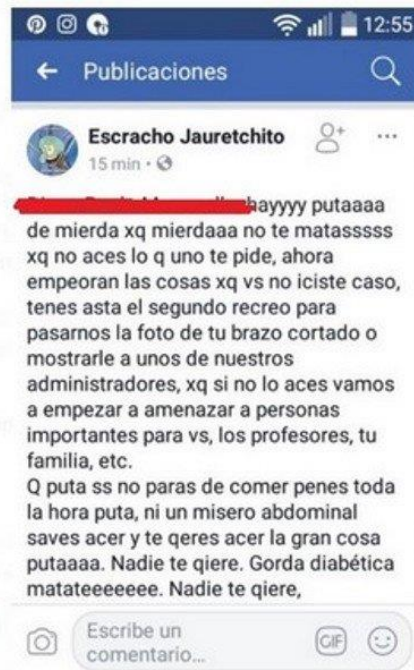 12:55
Publicaciones
Escracho Jauretchito
15 min
hayyyy putaaaa
de mierda xq mierdaaa no te matasssss
xq no aces lo q uno te pide, ahora
empeoran las cosas xq vs no iciste caso,
tenes asta el segundo recreo para
pasarnos la foto de tu brazo cortado o
mostrarle a unos de nuestros
administradores, xq si no lo aces vamos
a empezar a amenazar a personas
importantes para vs, los profesores, tu
familia, etc.
Q puta ss no paras de comer penes toda
la hora puta, ni un misero abdominal
saves acer y te qeres acer la gran cosa
putaaaa. Nadie te qiere. Gorda diabética
matateeeeeee. Nadie te qiere,
Escribe un
comentario...
GIF